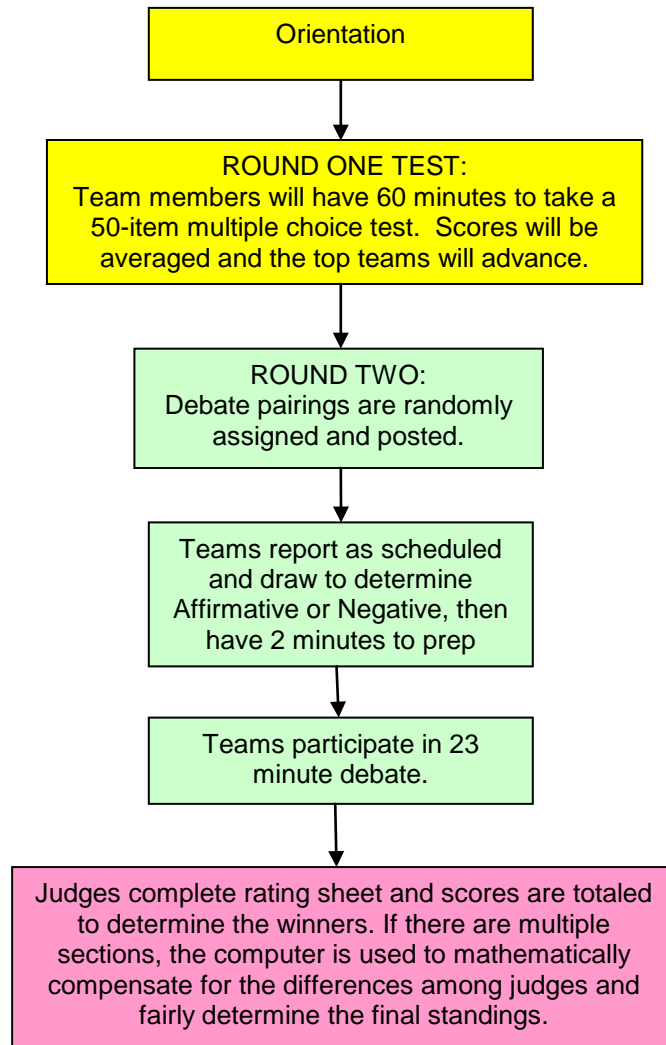 Orientation
ROUND ONE TEST:
Team members will have 60 minutes to take a
50-item multiple choice test.  Scores will be
averaged and the top teams will advance.
ROUND TWO:
Debate pairings are randomly
assigned and posted.
Teams report as scheduled
and draw to determine
Affirmative or Negative, then
have 2 minutes to prep
Teams participate in 23
minute debate.
Judges complete rating sheet and scores are totaled
to determine the winners. If there are multiple
sections, the computer is used to mathematically
compensate for the differences among judges and
fairly determine the final standings.